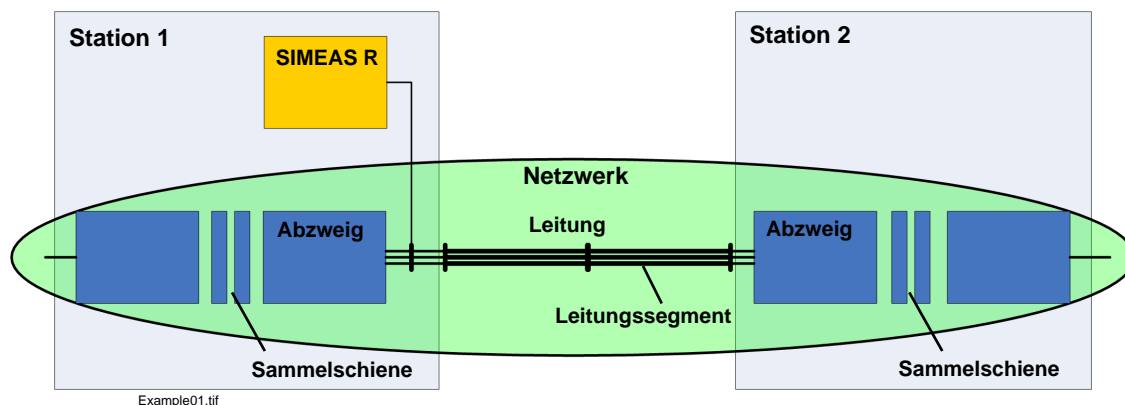 Station 1
Station 2
SIMEAS R
Netzwerk
Abzweig
Leitung
Abzweig
Leitungssegment
Sammelschiene
Sammelschiene
Example01.tif